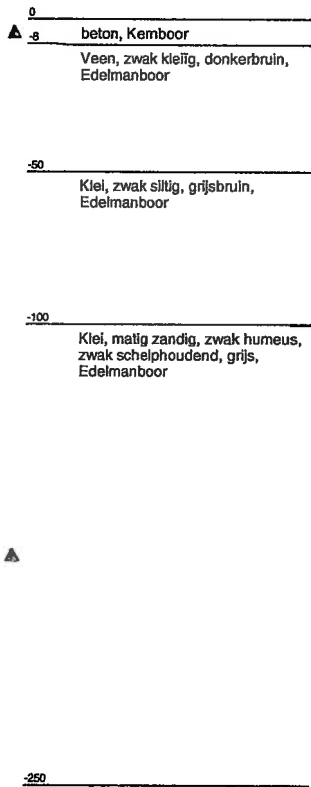 0
-8
beton, Kernboor
Veen, zwak kleiïg, donkerbruin,
Edelmanboor
-50
Klei, zwak siltig, grijsbruin,
Edelmanboor
-100
Klei, matig zandig, zwak humeus,
zwak schelphoudend, grijs,
Edelmanboor
-250